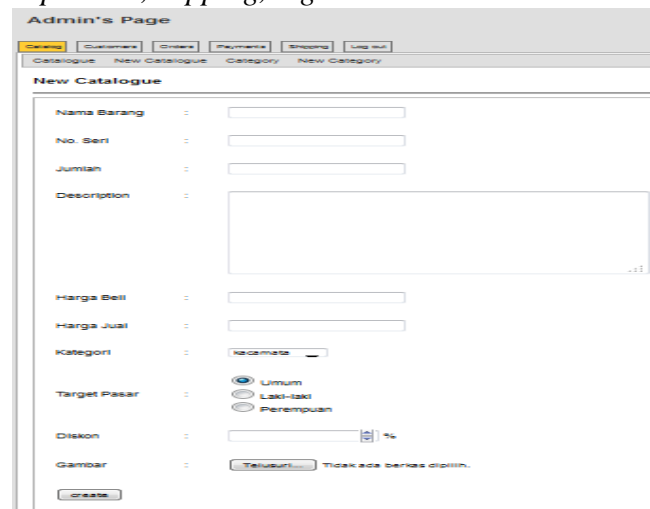 Admin's Page
Catalog Customers Orders Payments Shipping Log out
Catalogue New Catalogue Category New Category
New Catalogue
Nama Barang :
No. Seri :
Jumlah :
Description :
Harga Beli :
Harga Jual :
Kategori : kacamata
Umum
Target Pasar : Laki-laki
Perempuan
Diskon : %
Gambar : Telusuri... Tidak ada berkas dipilih.
create